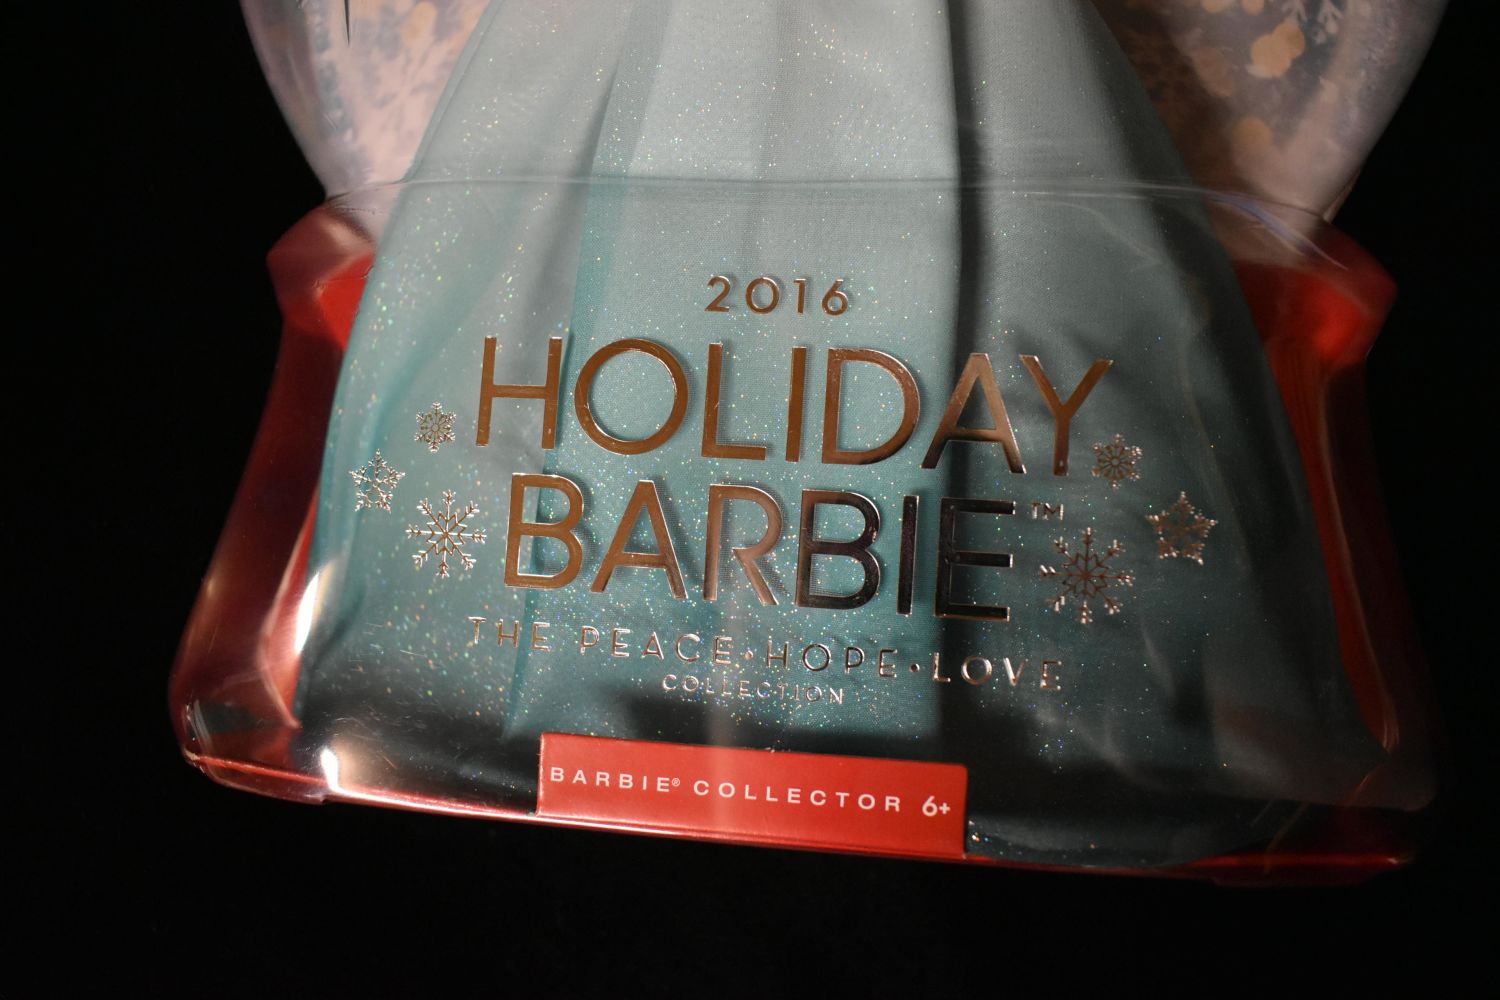 2016
HOLIDAY
BARBIE™
THE PEACE•HOPE•LOVE
COLLECTION
BARBIE® COLLECTOR 6+